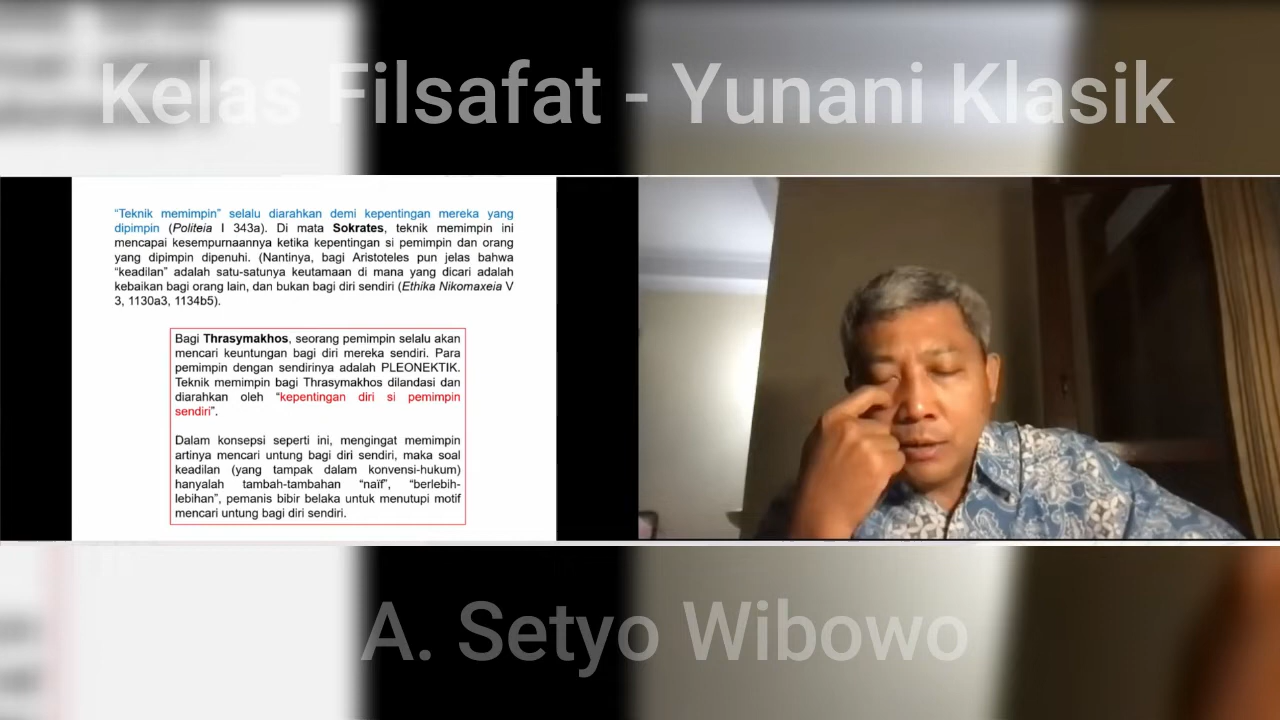 Kelas Filsafat - Yunani Klasik
“Teknik memimpin” selalu diarahkan demi kepentingan mereka yang
dipimpin (Politeia I 343a). Di mata Sokrates, teknik memimpin ini
mencapai kesempurnaannya ketika kepentingan si pemimpin dan orang
yang dipimpin dipenuhi. (Nantinya, bagi Aristoteles pun jelas bahwa
“keadilan” adalah satu-satunya keutamaan di mana yang dicari adalah
kebaikan bagi orang lain, dan bukan bagi diri sendiri (Ethika Nikomaxeia V
3, 1130a3, 1134b5).
Bagi Thrasymakhos, seorang pemimpin selalu akan
mencari keuntungan bagi diri mereka sendiri. Para
pemimpin dengan sendirinya adalah PLEONEKTIK.
Teknik memimpin bagi Thrasymakhos dilandasi dan
diarahkan oleh “kepentingan diri si pemimpin
sendiri”.
Dalam konsepsi seperti ini, mengingat memimpin
artinya mencari untung bagi diri sendiri, maka soal
keadilan (yang tampak dalam konvensi-hukum)
hanyalah tambah-tambahan “naïf”, “berlebih-
lebihan”, pemanis bibir belaka untuk menutupi motif
mencari untung bagi diri sendiri.
A. Setyo Wibowo